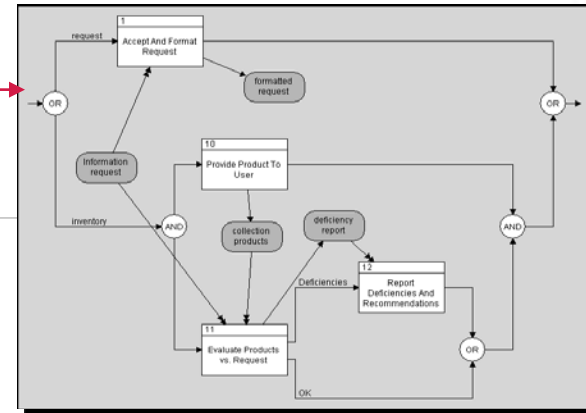 1
Accept And Format
Request
request
formatted
request
OR
OR
Information
request
10
Provide Product To
User
inventory
AND
AND
collection
products
deficiency
report
12
Report
Deficiencies And
Recommendations
Deficiencies
11
Evaluate Products
vs. Request
OR
OK